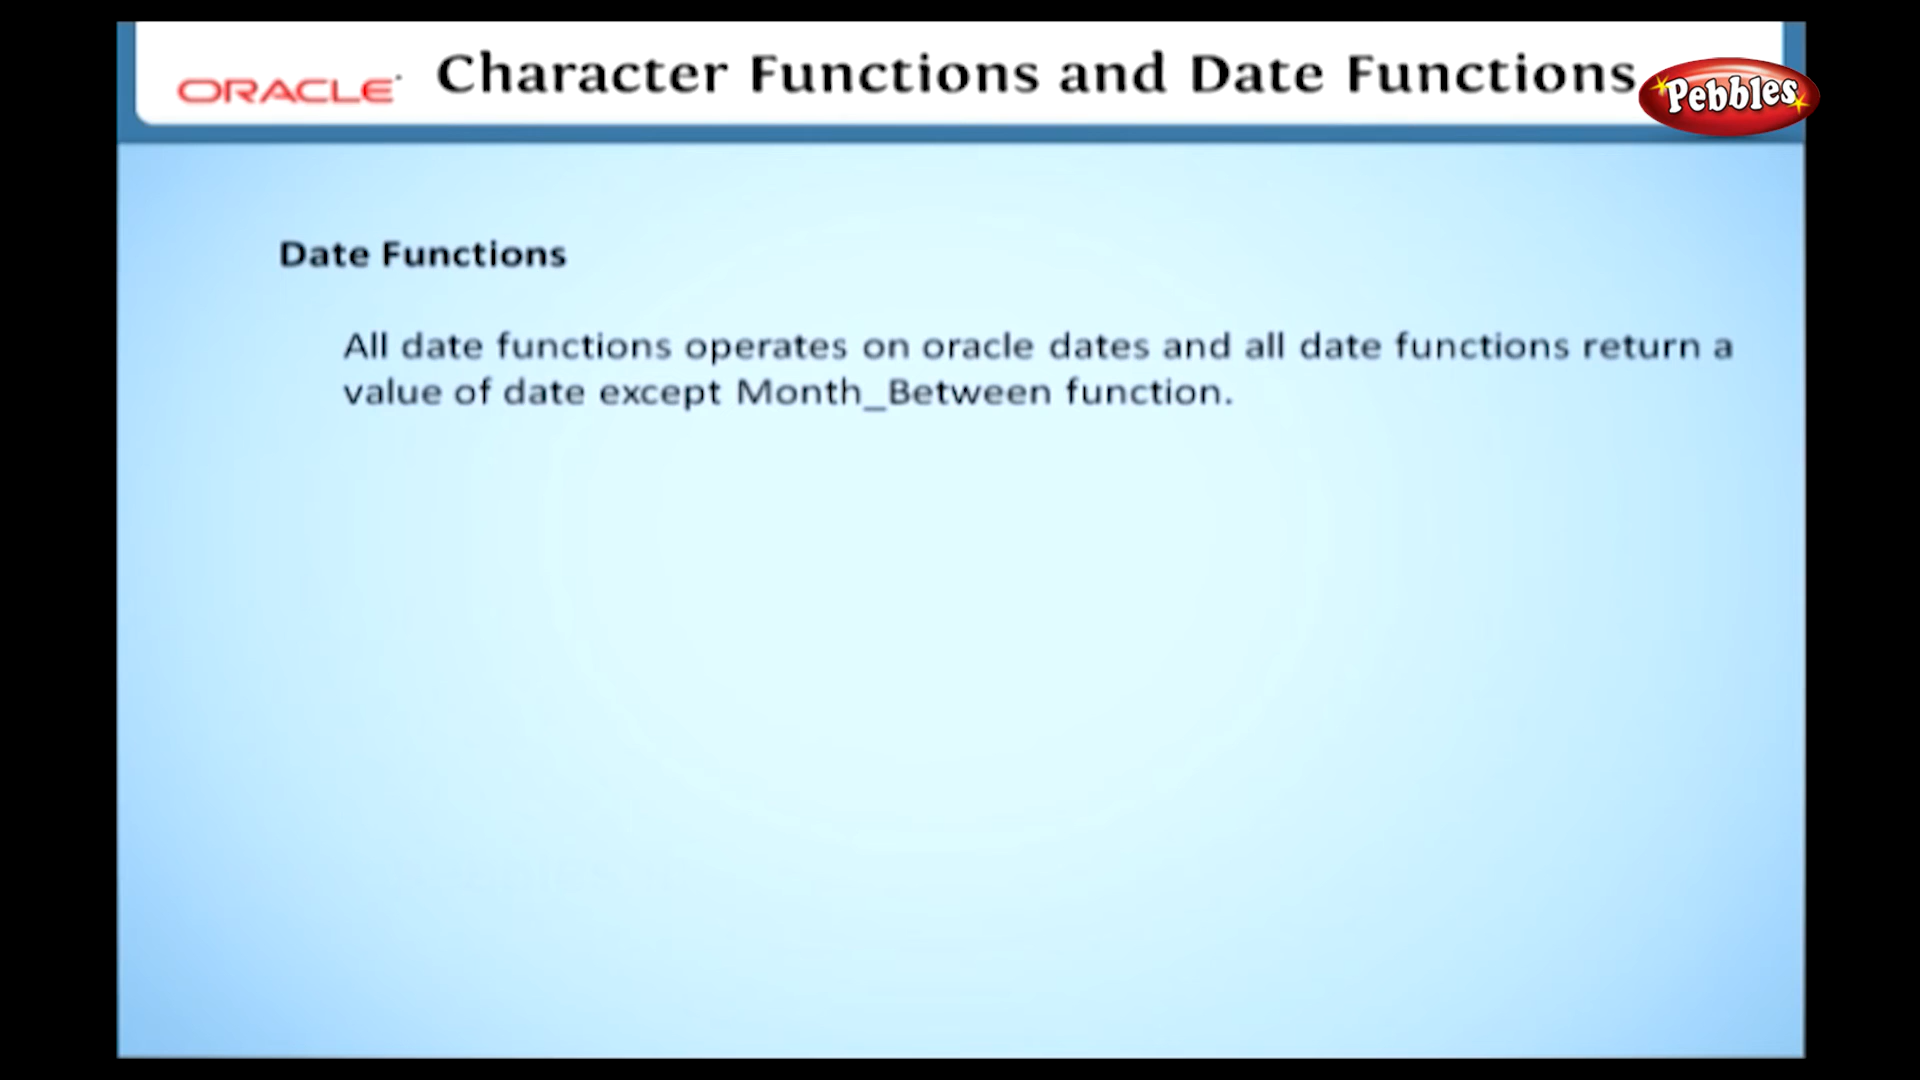 ORACLE
Character Functions and Date Functions
Pebbles
Date Functions
All date functions operates on oracle dates and all date functions return a
value of date except Month_Between function.